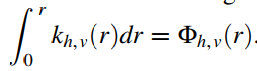 ∫₀ʳ k_{h,v}(r)dr = Φ_{h,v}(r).